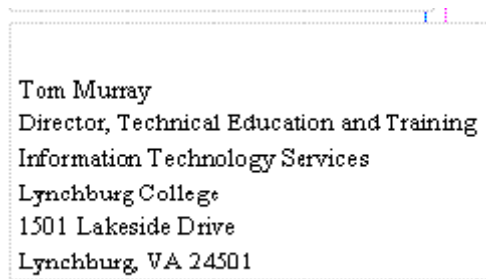 Tom Murray
Director, Technical Education and Training
Information Technology Services
Lynchburg College
1501 Lakeside Drive
Lynchburg, VA 24501